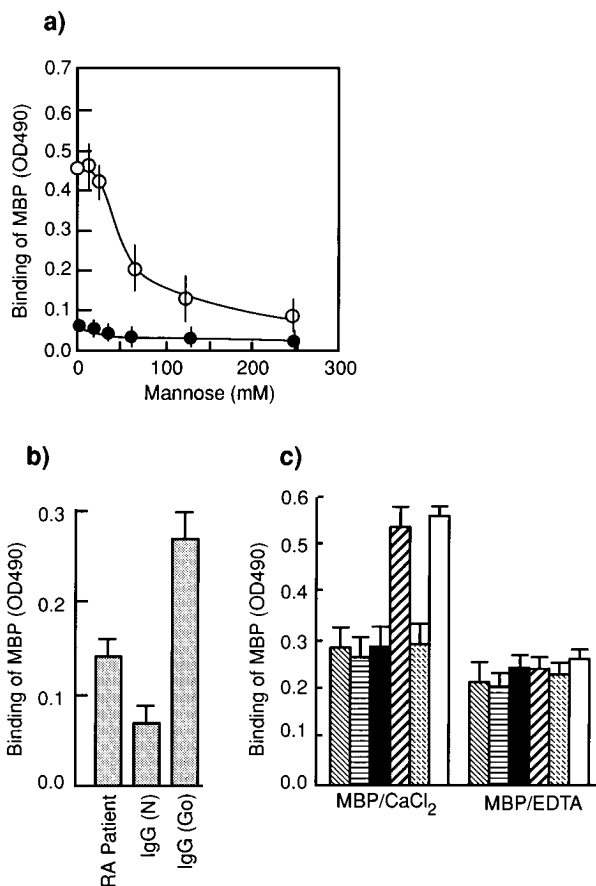 a)
Binding of MBP (OD490)
0.7
0.6
0.5
0.4
0.3
0.2
0.1
0.0
0
100
200
300
Mannose (mM)
b)
Binding of MBP (OD490)
0.3
0.2
0.1
0.0
RA Patient
IgG (N)
IgG (Go)
c)
Binding of MBP (OD490)
0.6
0.5
0.3
0.2
0.1
0.0
MBP/CaCl₂
MBP/EDTA